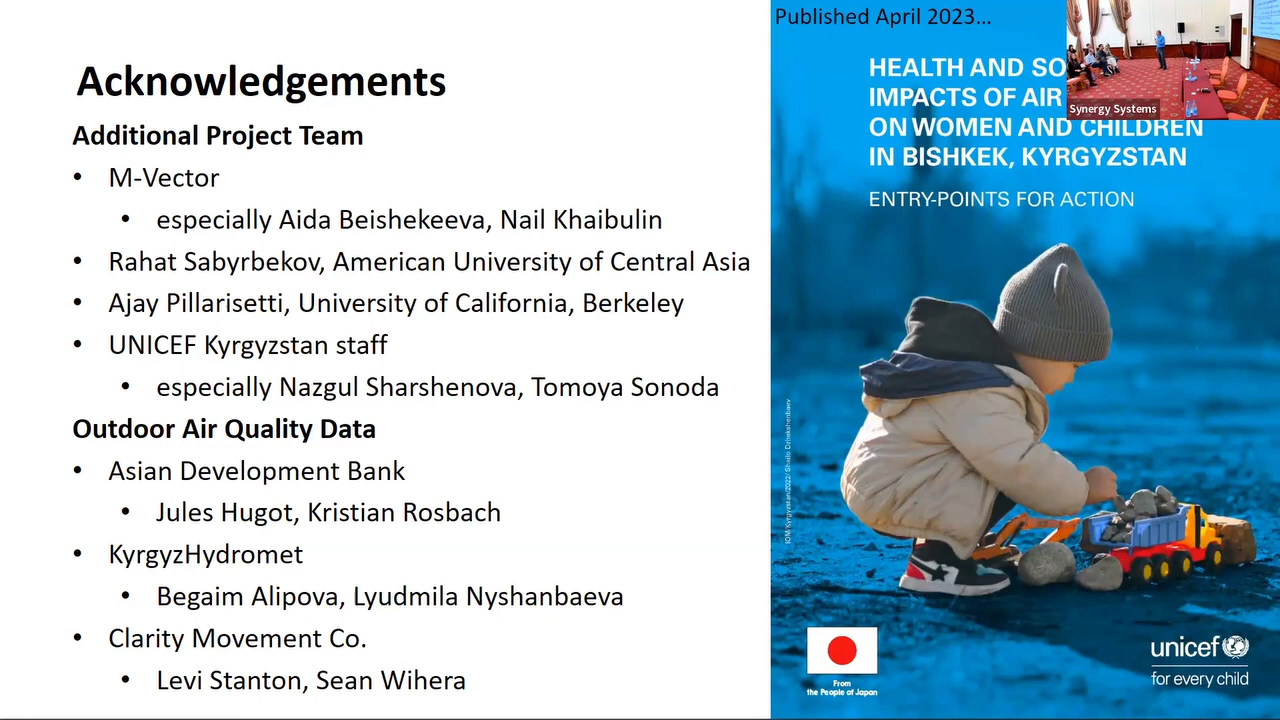 Acknowledgements
Additional Project Team
• M-Vector
• especially Aida Beishekeeva, Nail Khaibulin
• Rahat Sabyrbekov, American University of Central Asia
• Ajay Pillarisetti, University of California, Berkeley
• UNICEF Kyrgyzstan staff
• especially Nazgul Sharshenova, Tomoya Sonoda
Outdoor Air Quality Data
• Asian Development Bank
• Jules Hugot, Kristian Rosbach
• KyrgyzHydromet
• Begaim Alipova, Lyudmila Nyshanbaeva
• Clarity Movement Co.
• Levi Stanton, Sean Wihera
Published April 2023...
HEALTH AND SO
IMPACTS OF AIR
ON WOMEN AND CHILDREN
IN BISHKEK, KYRGYZSTAN
ENTRY-POINTS FOR ACTION
Synergy Systems
From
the People of Japan
unicef
for every child